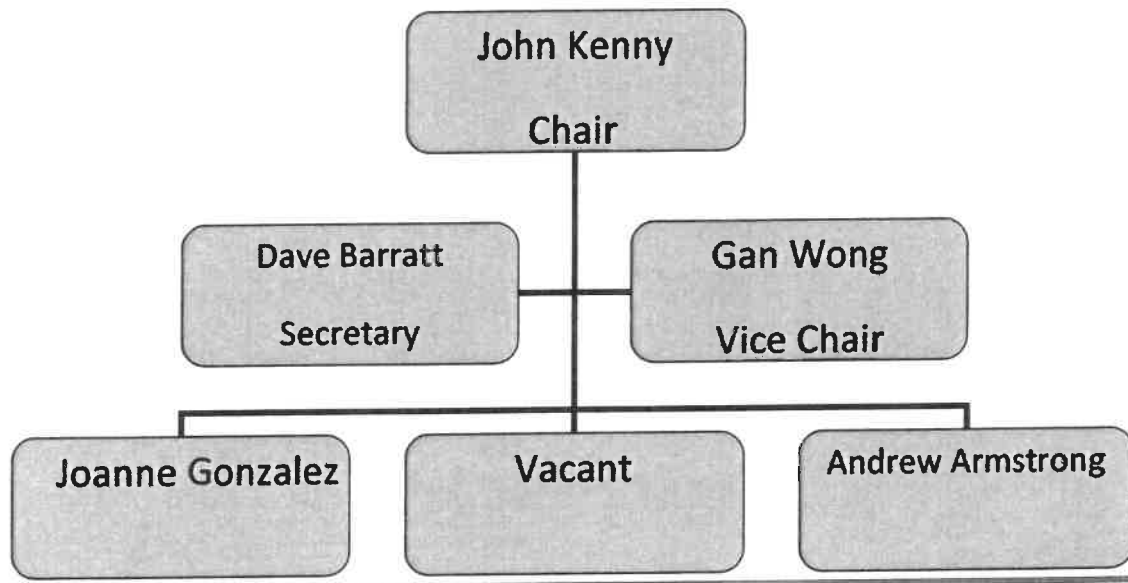 John Kenny
Chair
Dave Barratt
Secretary
Gan Wong
Vice Chair
Joanne Gonzalez
Vacant
Andrew Armstrong